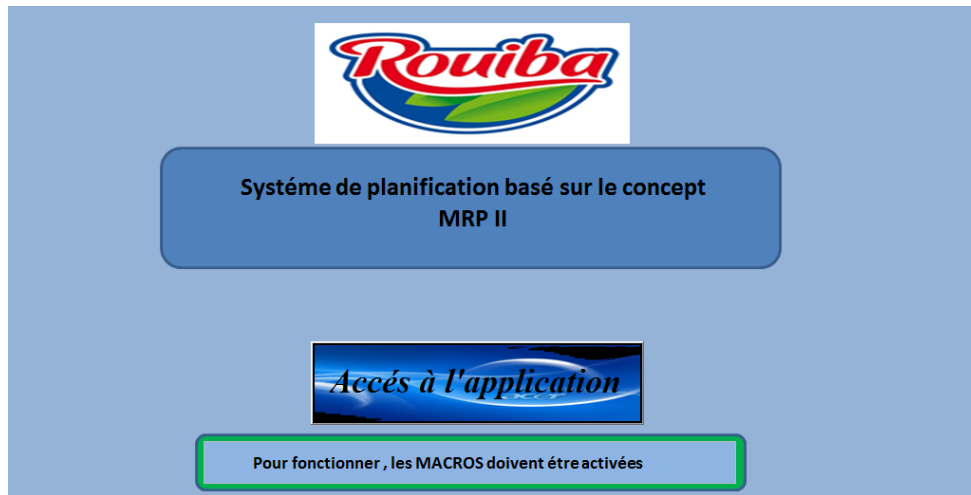 Rouiba
Systéme de planification basé sur le concept
MRP II
Accés à l'application
acer
Pour fonctionner , les MACROS doivent étre activées